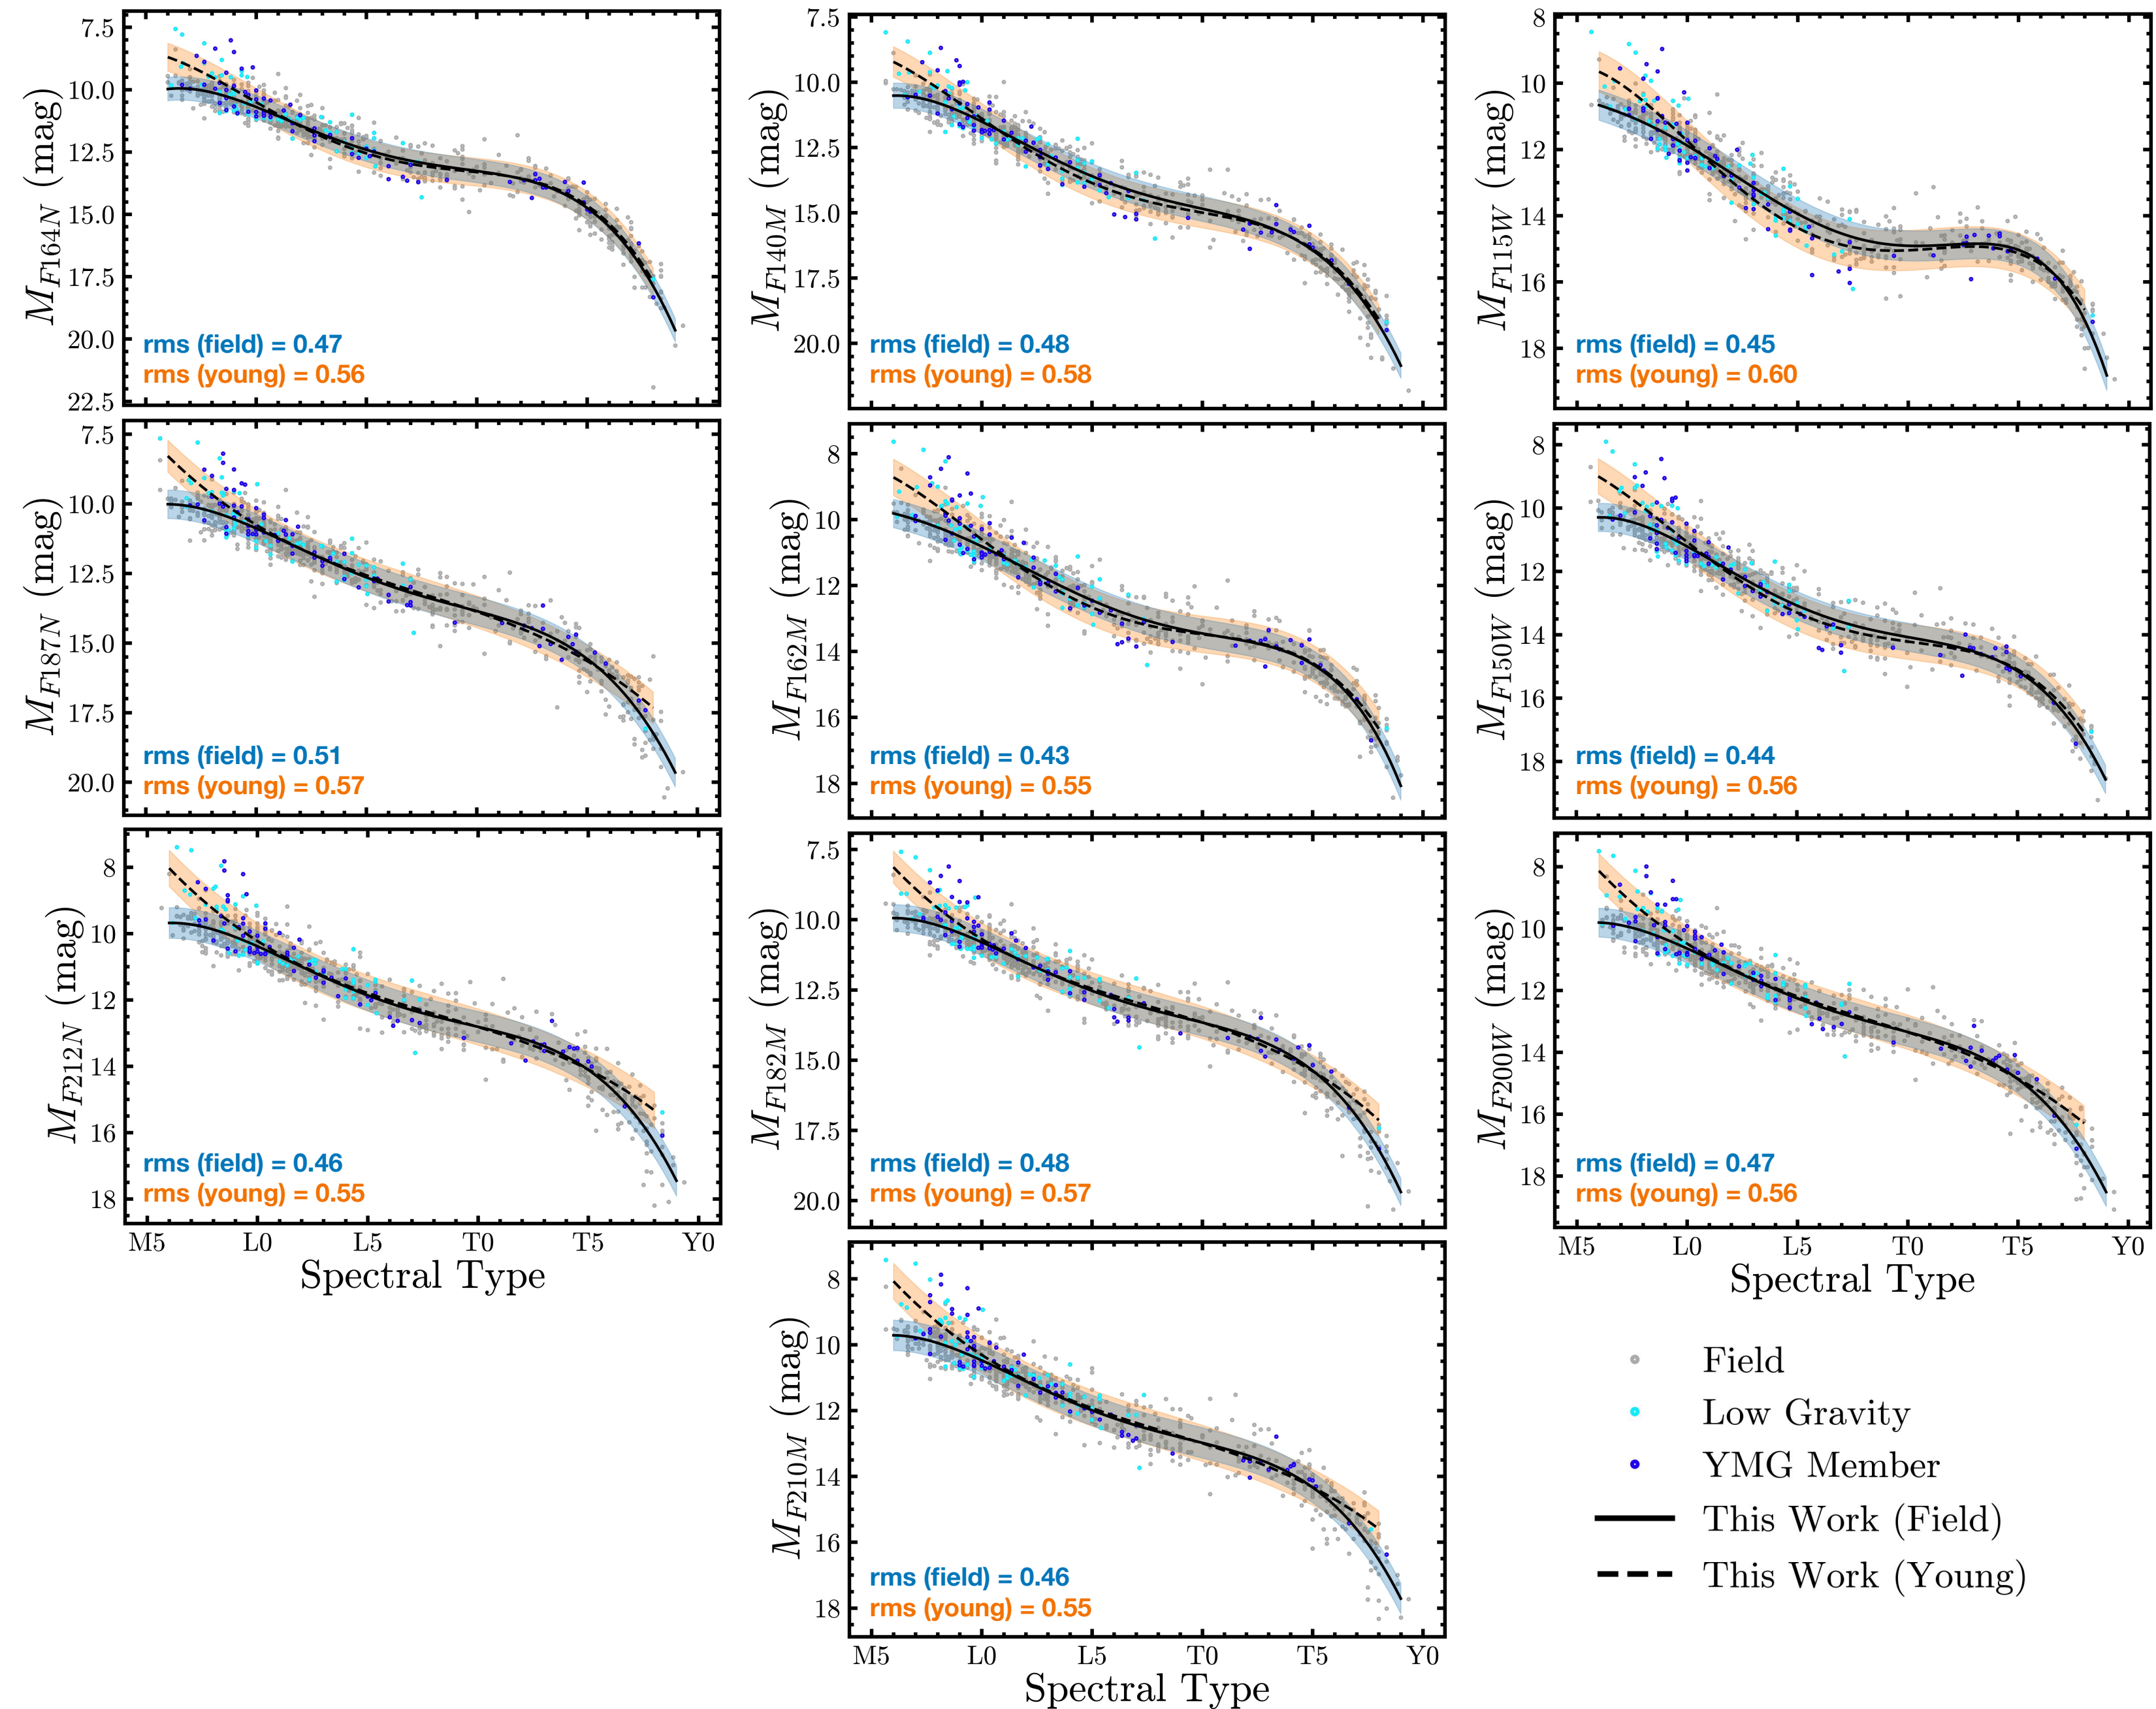 7.5
10.0
12.5
15.0
17.5
20.0
22.5
M_F164N (mag)
rms (field) = 0.47
rms (young) = 0.56
7.5
10.0
12.5
15.0
17.5
20.0
M_F140M (mag)
rms (field) = 0.48
rms (young) = 0.58
8
10
12
14
16
18
M_F115W (mag)
rms (field) = 0.45
rms (young) = 0.60
7.5
10.0
12.5
15.0
17.5
20.0
M_F187N (mag)
rms (field) = 0.51
rms (young) = 0.57
8
10
12
14
16
18
M_F162M (mag)
rms (field) = 0.43
rms (young) = 0.55
8
10
12
14
16
18
M_F150W (mag)
rms (field) = 0.44
rms (young) = 0.56
8
10
12
14
16
18
M_F212N (mag)
rms (field) = 0.46
rms (young) = 0.55
M5 L0 L5 T0 T5 Y0
Spectral Type
7.5
10.0
12.5
15.0
17.5
20.0
M_F182M (mag)
rms (field) = 0.48
rms (young) = 0.57
8
10
12
14
16
18
M_F200W (mag)
rms (field) = 0.47
rms (young) = 0.56
M5 L0 L5 T0 T5 Y0
Spectral Type
8
10
12
14
16
18
M_F210M (mag)
rms (field) = 0.46
rms (young) = 0.55
M5 L0 L5 T0 T5 Y0
Spectral Type
Field
Low Gravity
YMG Member
This Work (Field)
This Work (Young)